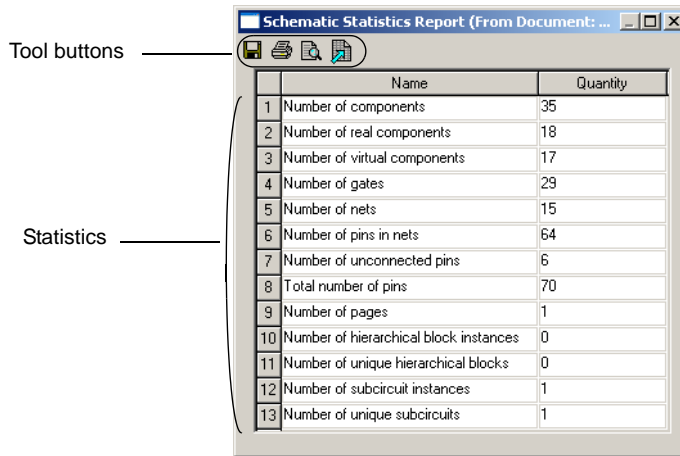 Schematic Statistics Report (From Document: ...
Tool buttons
Name Quantity
1 Number of components 35
2 Number of real components 18
3 Number of virtual components 17
4 Number of gates 29
5 Number of nets 15
6 Number of pins in nets 64
7 Number of unconnected pins 6
8 Total number of pins 70
9 Number of pages 1
10 Number of hierarchical block instances 0
11 Number of unique hierarchical blocks 0
12 Number of subcircuit instances 1
13 Number of unique subcircuits 1
Statistics